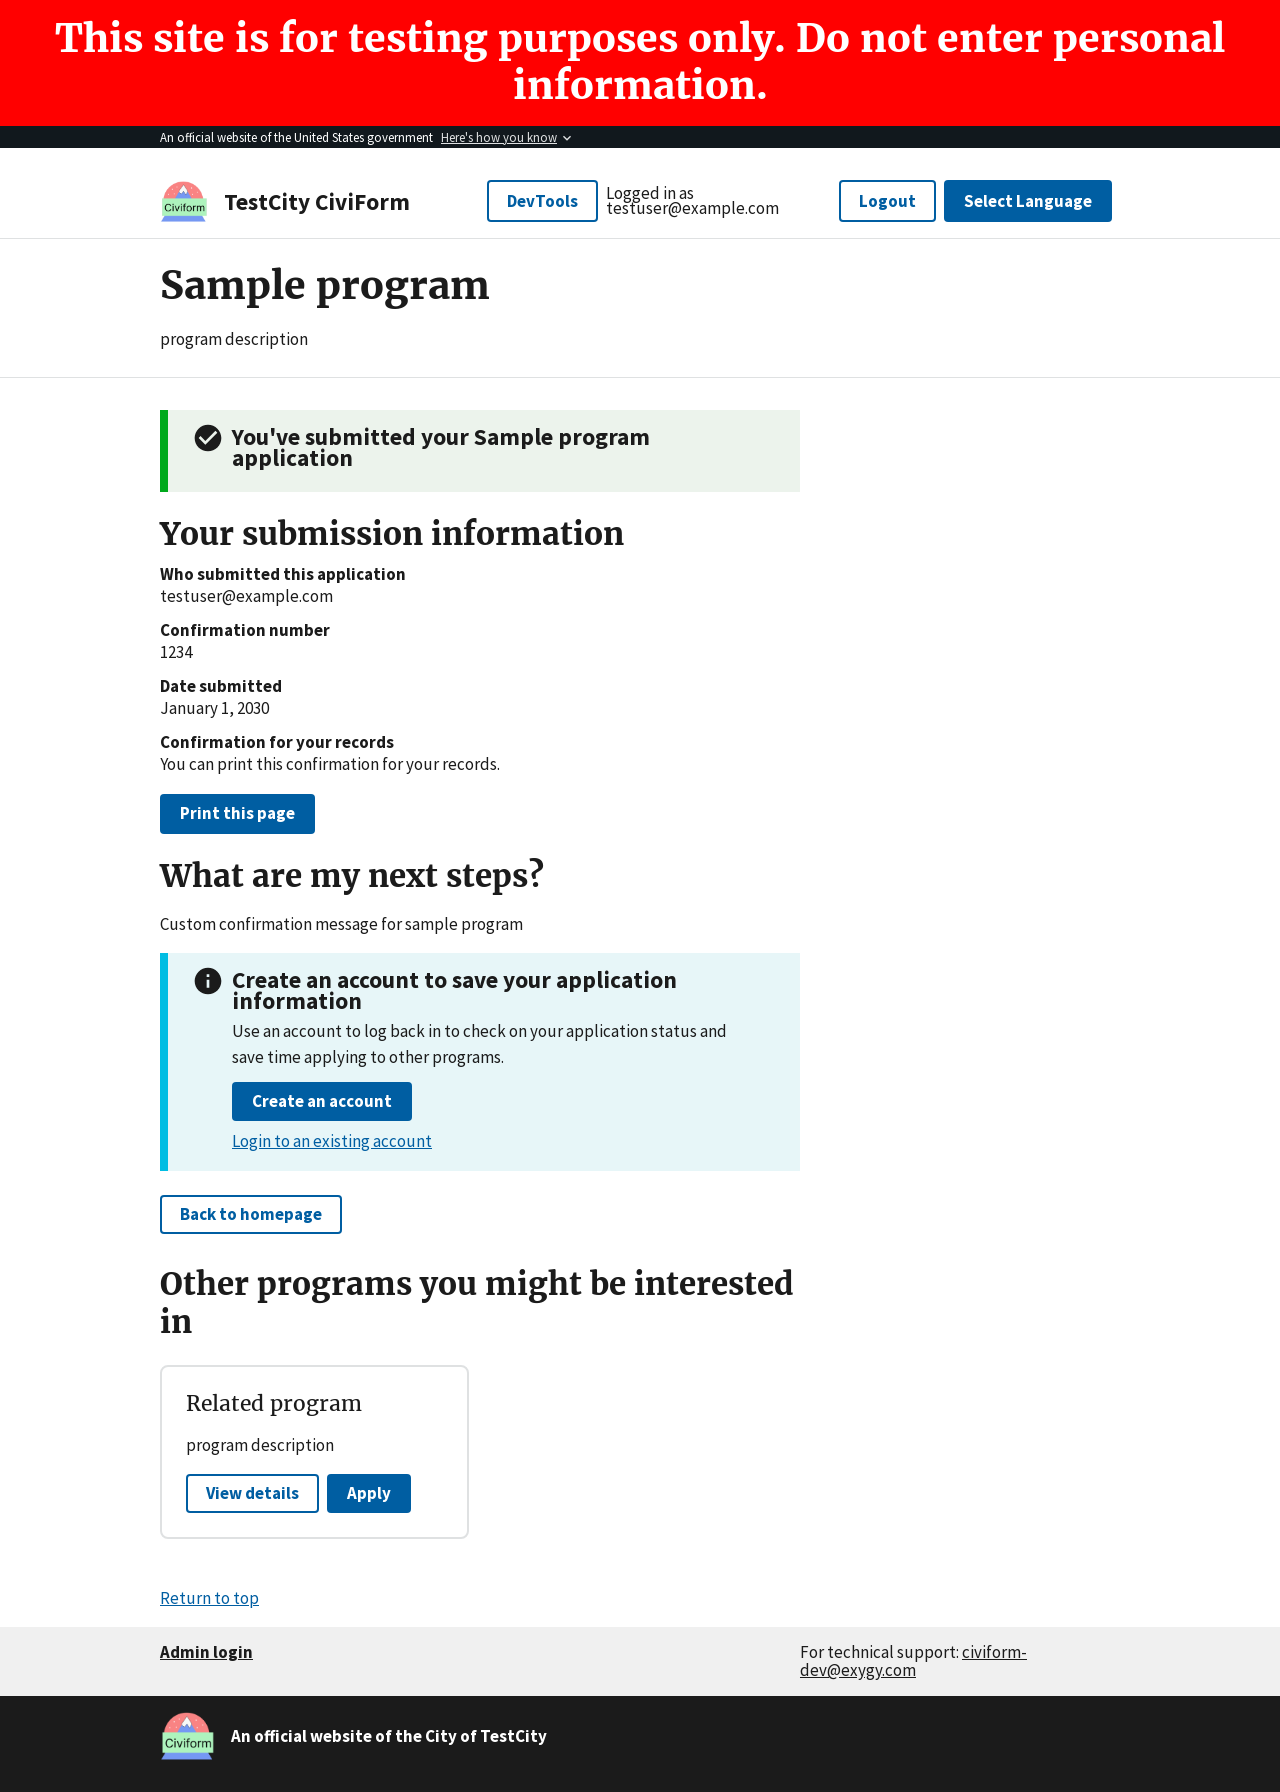 This site is for testing purposes only. Do not enter personal
information.
An official website of the United States government Here's how you know
Civiform
TestCity CiviForm
DevTools
Logged in as
testuser@example.com
Logout
Select Language
Sample program
program description
You've submitted your Sample program
application
Your submission information
Who submitted this application
testuser@example.com
Confirmation number
1234
Date submitted
January 1, 2030
Confirmation for your records
You can print this confirmation for your records.
Print this page
What are my next steps?
Custom confirmation message for sample program
Create an account to save your application
information
Use an account to log back in to check on your application status and
save time applying to other programs.
Create an account
Login to an existing account
Back to homepage
Other programs you might be interested
in
Related program
program description
View details
Apply
Return to top
Admin login
For technical support: civiform-
dev@exygy.com
Civiform
An official website of the City of TestCity